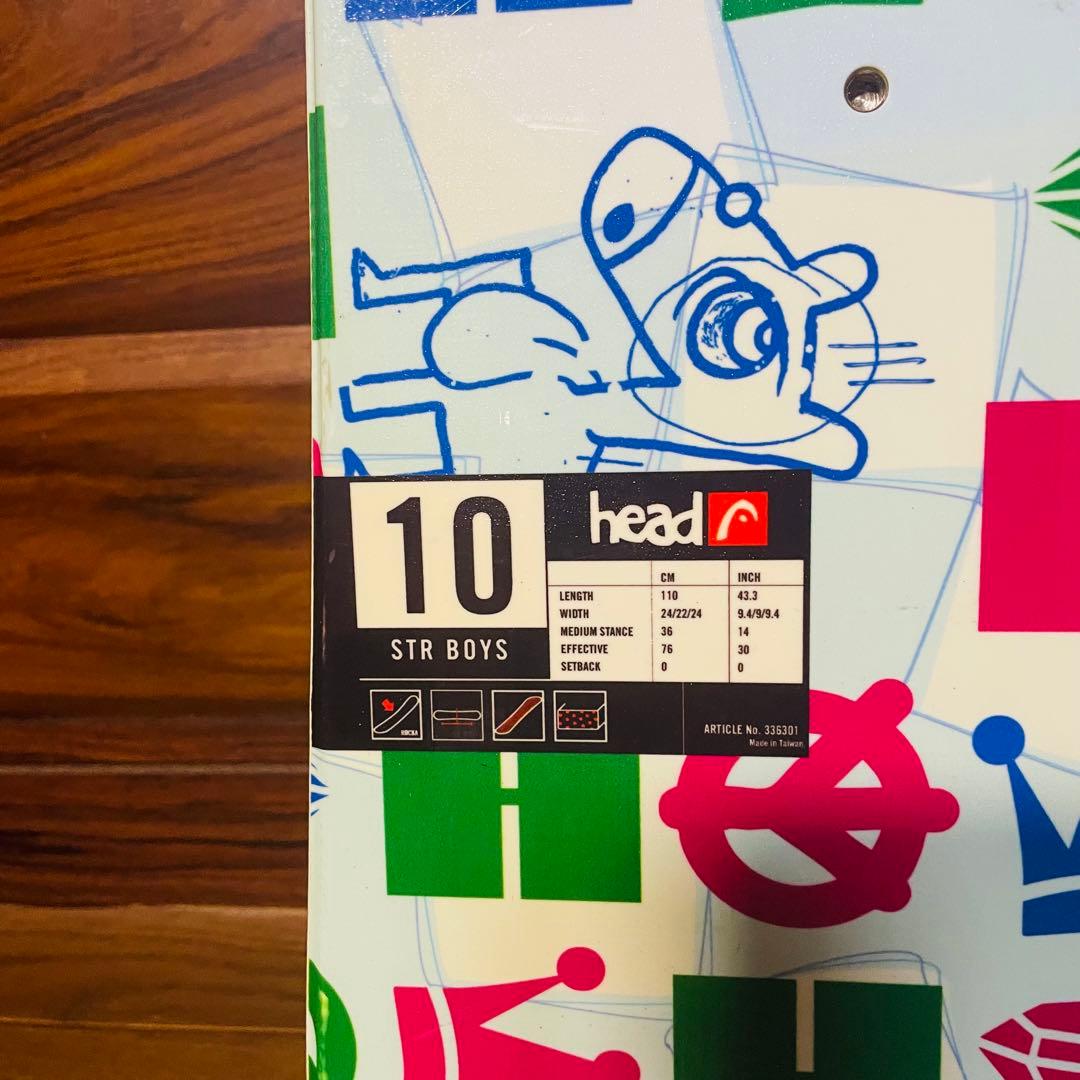 10
STR BOYS
head
CM INCH
LENGTH 110 43.3
WIDTH 24/22/24 9.4/9/9.4
MEDIUM STANCE 36 14
EFFECTIVE 76 30
SETBACK 0 0
ROCKA
ARTICLE No. 336301
Made in Taiwan
H
H